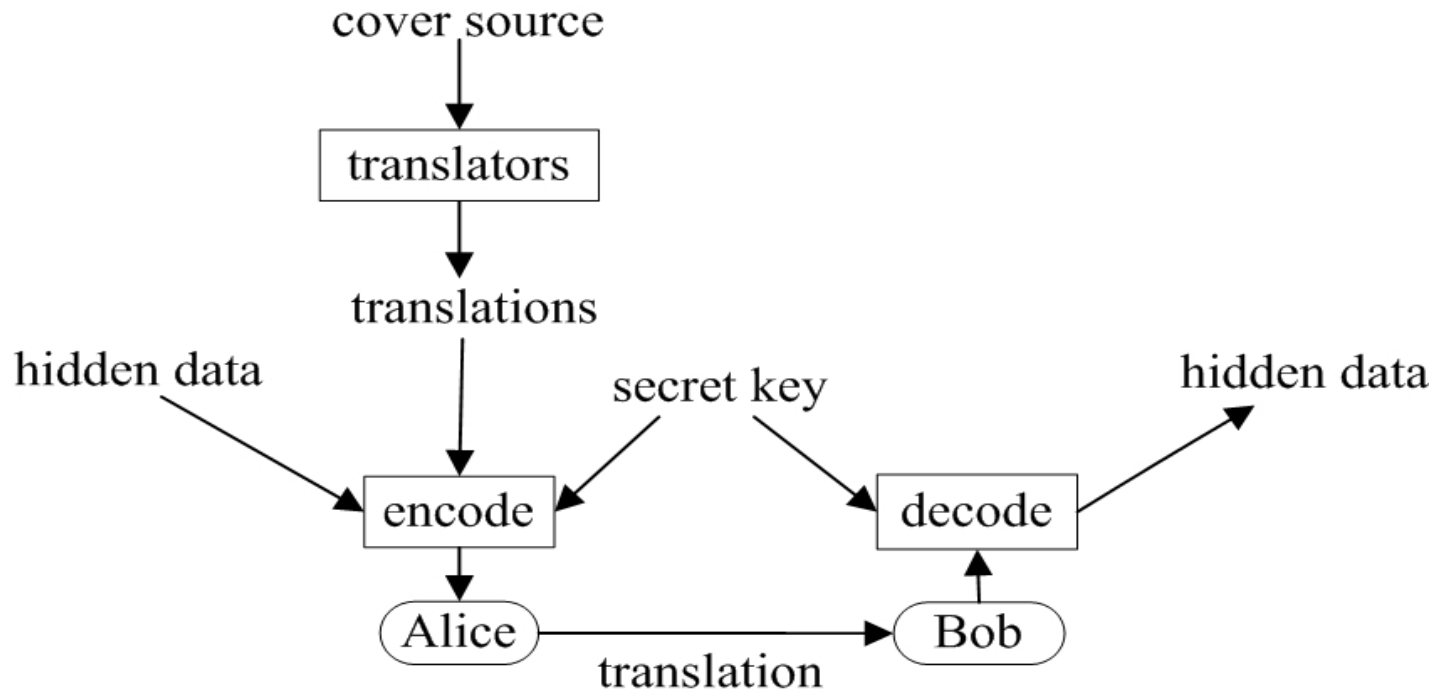 cover source
translators
translations
hidden data
secret key
hidden data
encode
decode
Alice
Bob
translation